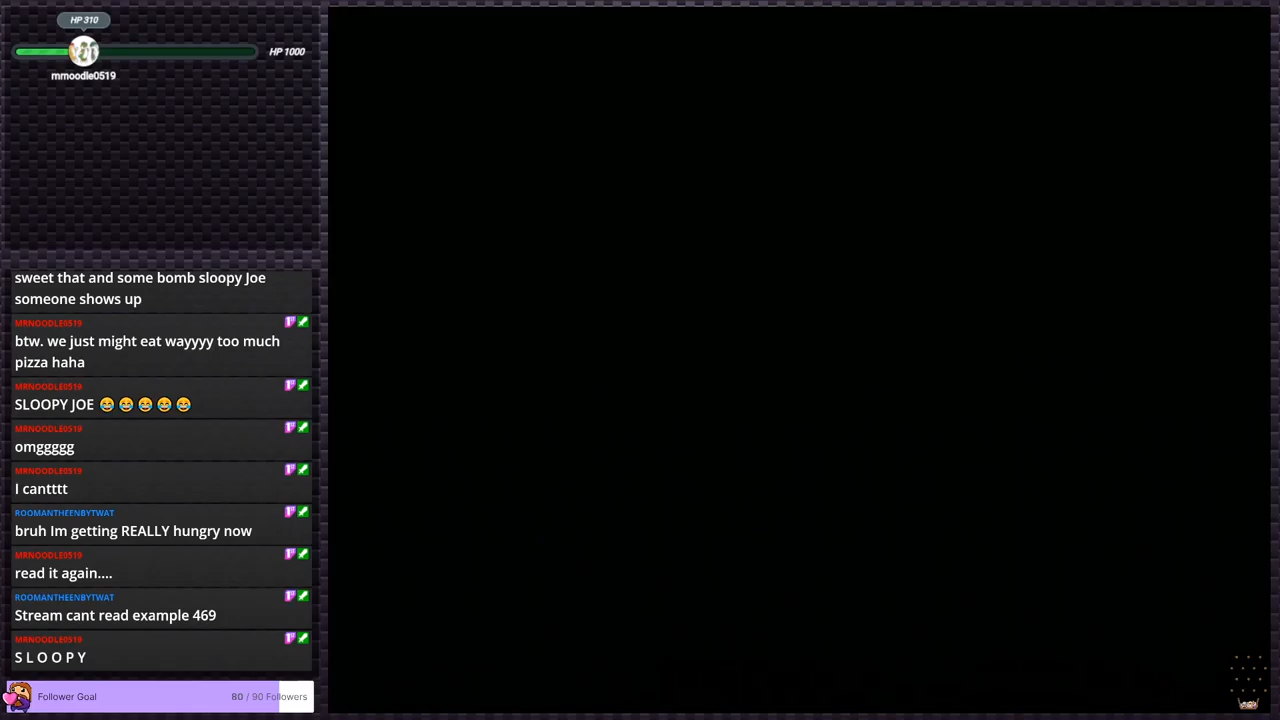 HP 310
HP 1000
mmoodle0519
sweet that and some bomb sloopy Joe
someone shows up
MRNOODLE0519
btw. we just might eat wayyyy too much
pizza haha
MRNOODLE0519
SLOOPY JOE 😂 😂 😂 😂 😂
MRNOODLE0519
omggggg
MRNOODLE0519
I cantttt
ROOMANTHEENBYTWAT
bruh Im getting REALLY hungry now
MRNOODLE0519
read it again....
ROOMANTHEENBYTWAT
Stream cant read example 469
MRNOODLE0519
S L O O P Y
Follower Goal 80 / 90 Followers